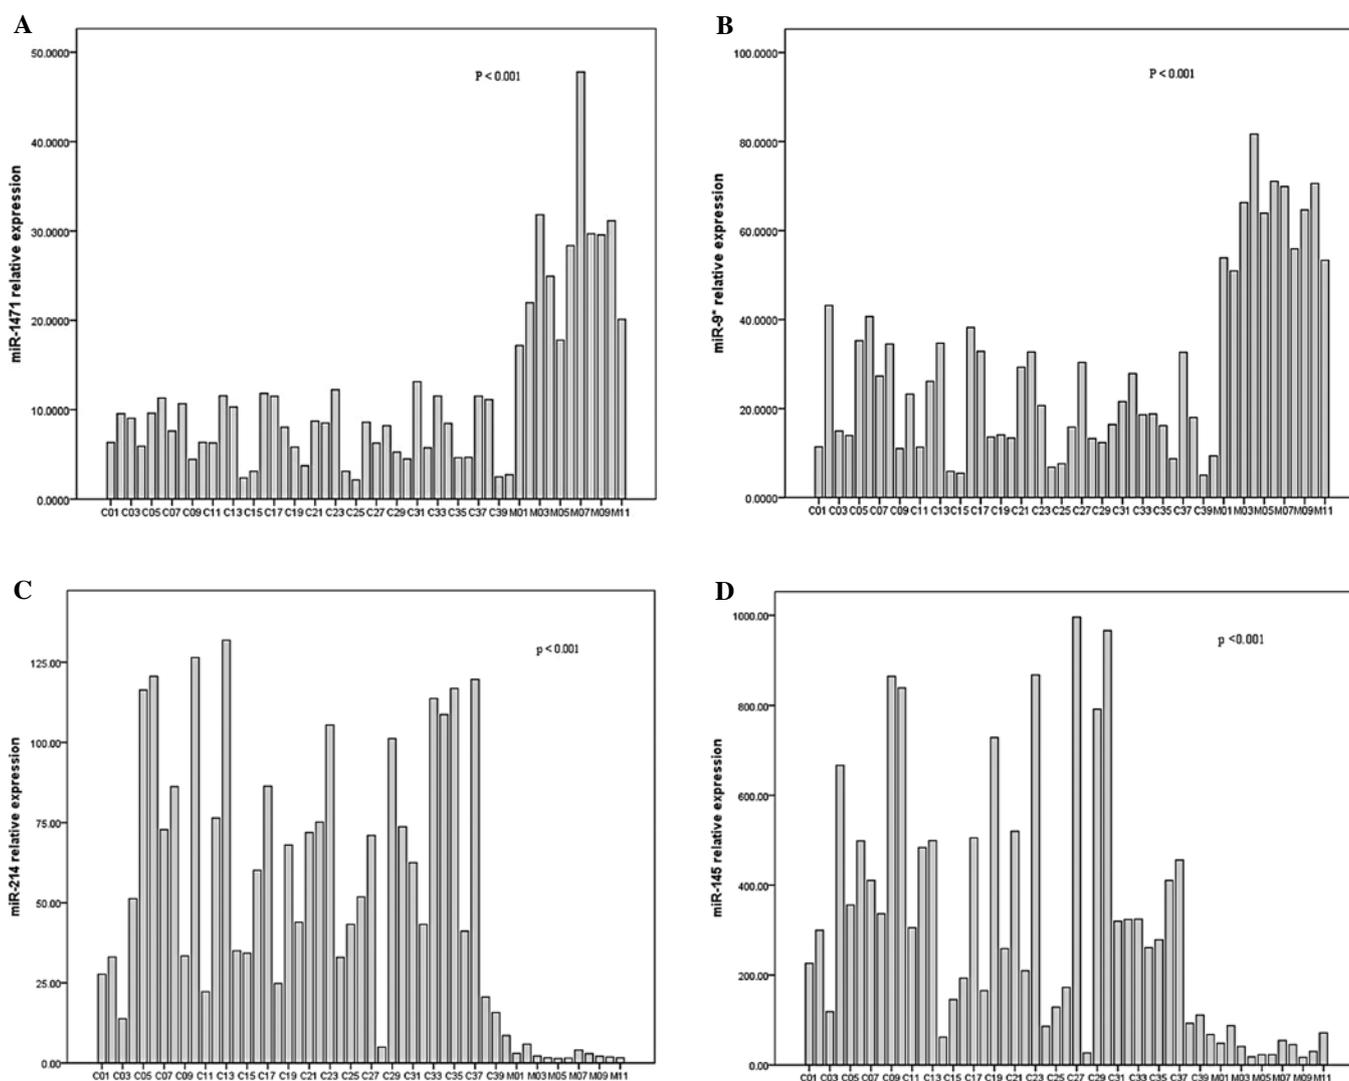 A
50.0000
40.0000
30.0000
20.0000
10.0000
0.0000
miR-1471 relative expression
P < 0.001
C01 C03 C05 C07 C09 C11 C13 C15 C17 C19 C21 C23 C25 C27 C29 C31 C33 C35 C37 C39 M01 M03 M05 M07 M09 M11
B
100.0000
80.0000
60.0000
40.0000
20.0000
0.0000
miR-9* relative expression
P < 0.001
C01 C03 C05 C07 C09 C11 C13 C15 C17 C19 C21 C23 C25 C27 C29 C31 C33 C35 C37 C39 M01 M03 M05 M07 M09 M11
C
125.00
100.00
75.00
50.00
25.00
0.00
miR-214 relative expression
p < 0.001
C01 C03 C05 C07 C09 C11 C13 C15 C17 C19 C21 C23 C25 C27 C29 C31 C33 C35 C37 C39 M01 M03 M05 M07 M09 M11
D
1000.00
800.00
600.00
400.00
200.00
0.00
miR-145 relative expression
p <0.001
C01 C03 C05 C07 C09 C11 C13 C15 C17 C19 C21 C23 C25 C27 C29 C31 C33 C35 C37 C39 M01 M03 M05 M07 M09 M11